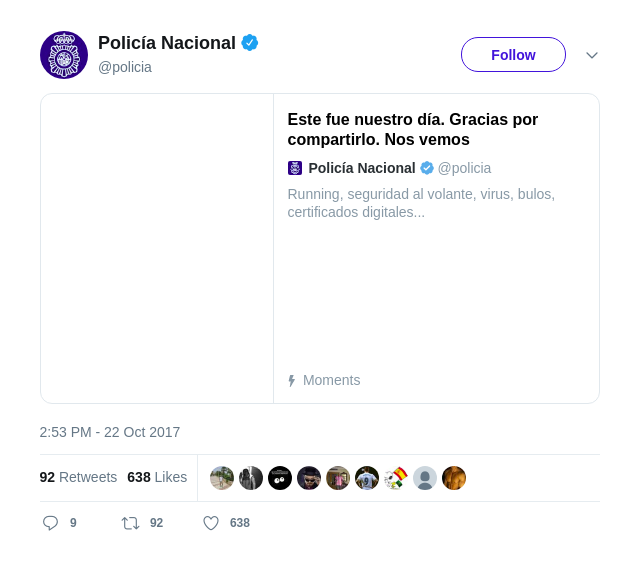 Policía Nacional
@policia
Follow
Este fue nuestro día. Gracias por
compartirlo. Nos vemos
Policía Nacional @policia
Running, seguridad al volante, virus, bulos,
certificados digitales...
Moments
2:53 PM - 22 Oct 2017
92 Retweets 638 Likes
9 92 638